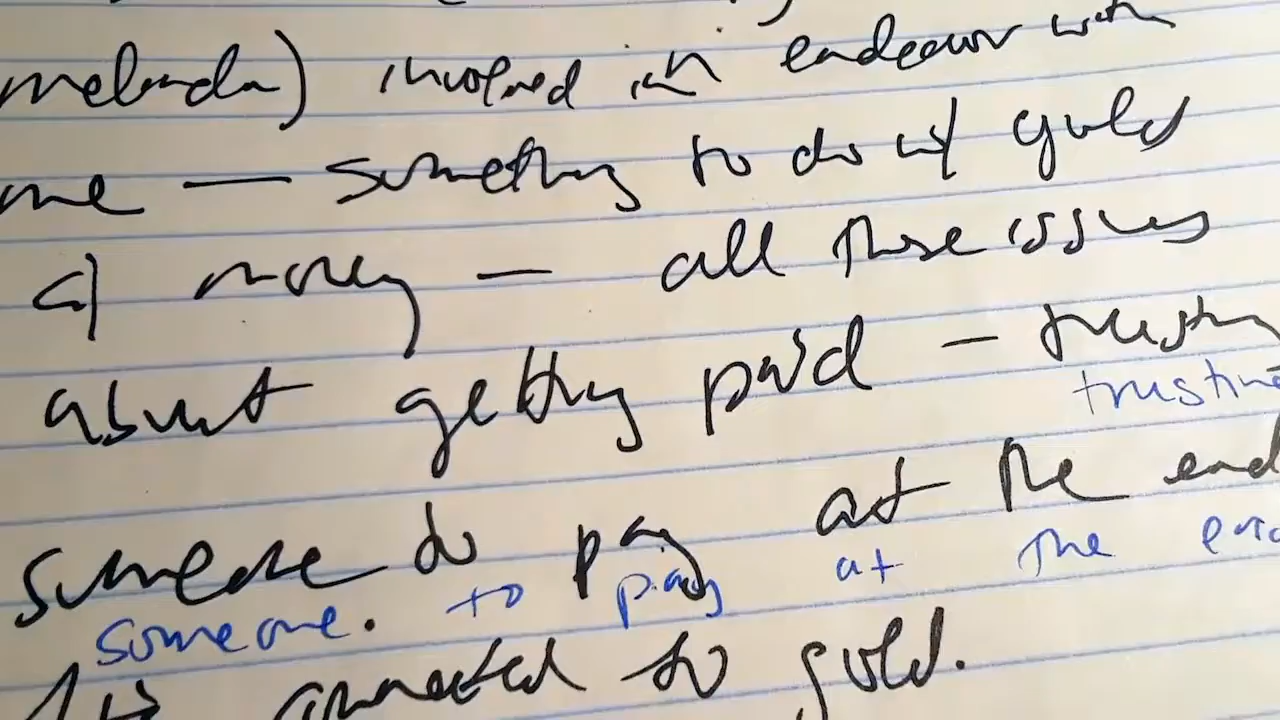 melinda) involved in endeavor with
me — something to do w/ gold
c) money — all these issues
about getting paid — trusting
trusting
someone to pay at the end
someone. to pay at the end
connected to gold.